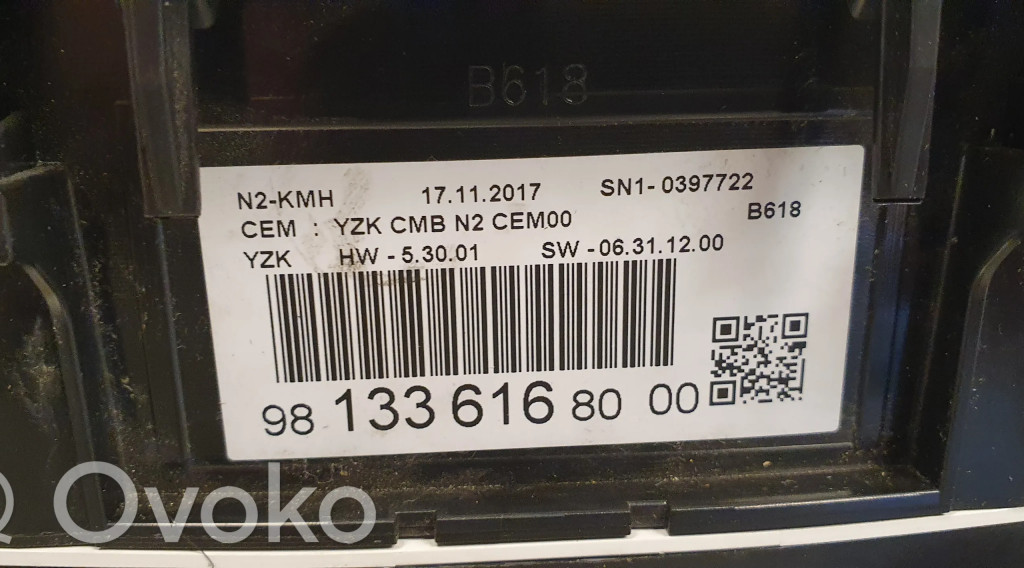 B618
N2-KMH 17.11.2017 SN1- 0397722
CEM : YZK CMB N2 CEM00 B618
YZK HW - 5.30.01 SW - 06.31.12.00
98 133 616 80 00
Ovoko